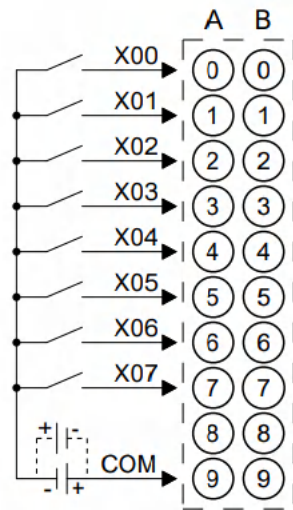 A B
X00 0 0
X01 1 1
X02 2 2
X03 3 3
X04 4 4
X05 5 5
X06 6 6
X07 7 7
8 8
+ -
COM 9 9
- +